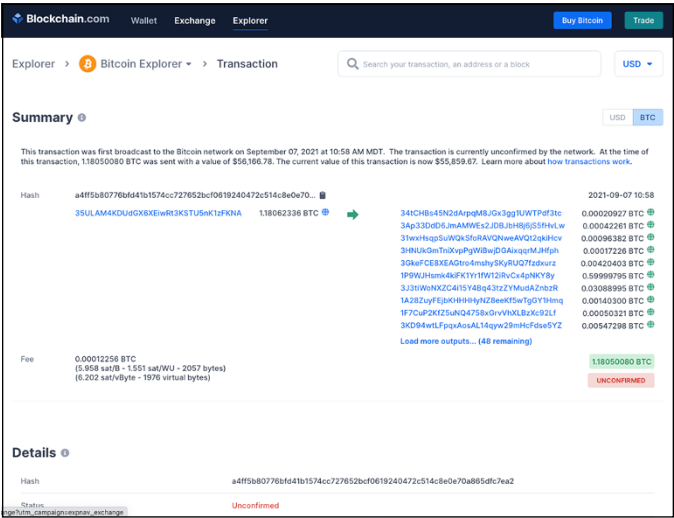 Blockchain.com Wallet Exchange Explorer Buy Bitcoin Trade
Explorer > Bitcoin Explorer > Transaction Search your transaction, an address or a block USD
Summary USD BTC
This transaction was first broadcast to the Bitcoin network on September 07, 2021 at 10:58 AM MDT. The transaction is currently unconfirmed by the network. At the time of
this transaction, 1.18050080 BTC was sent with a value of $56,166.78. The current value of this transaction is now $55,859.67. Learn more about how transactions work.
Hash a4ff5b80776bfd41b1574cc727652bcf0619240472c514c8e0e70... 2021-09-07 10:58
35ULAM4KDUdGX6XEiwRt3KSTU5nK1zFKNA 1.18062336 BTC 34tCHBs45N2dArpqM8JGx3gg1UWTPdf3tc 0.00020927 BTC
3Ap33DdD6JmAMWEs2JDBJbH8j6jS5fHvLw 0.00042261 BTC
31wxHsqpSuWQkSfoRAVQNweAVQt2qkiHcv 0.00096382 BTC
3HNUkGmTniXvpPgWiBwjDGAixqqrMJHfph 0.00017226 BTC
3GkeFCE8XEAGtro4mshySKyRUQ7fzdxurz 0.00420403 BTC
1P9WJHsmk4kiFK1Yr1fW12iRvCx4pNKY8y 0.59999795 BTC
3J3tiWoNXZC4i15Y4Bq43tzZYMudAZnbzR 0.03088995 BTC
1A28ZuyFEjbKHHHHyNZ8eeKf5wTgGY1Hmq 0.00140300 BTC
1F7CuP2KfZ5uNQ4758xGrvVhXLBzXc92Lf 0.00050321 BTC
3KD94wtLFpqxAosAL14qyw29mHcFdse5YZ 0.00547298 BTC
Load more outputs... (48 remaining)
Fee 0.00012256 BTC 1.18050080 BTC
(5.958 sat/B - 1.551 sat/WU - 2057 bytes)
(6.202 sat/vByte - 1976 virtual bytes) UNCONFIRMED
Details
Hash a4ff5b80776bfd41b1574cc727652bcf0619240472c514c8e0e70a865dfc7ea2
Status Unconfirmed
nge?utm_campaign=expnav_exchange